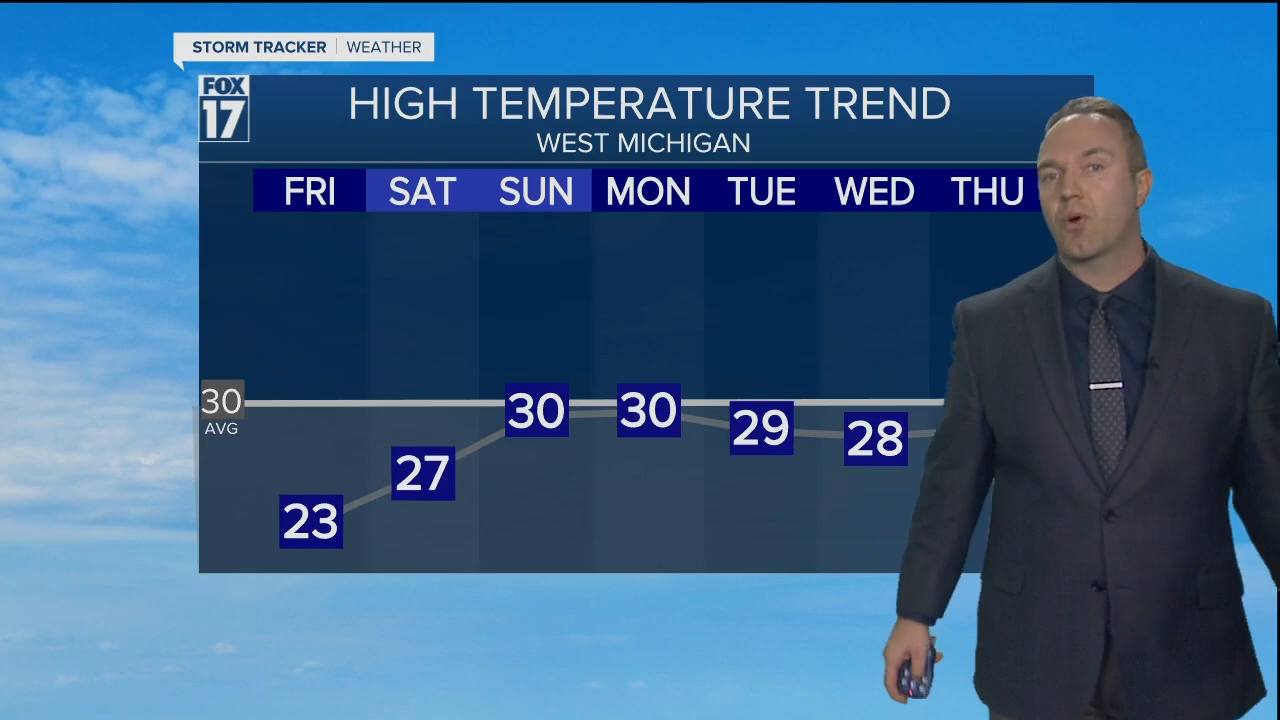 STORM TRACKER | WEATHER
FOX
17
HIGH TEMPERATURE TREND
WEST MICHIGAN
FRI SAT SUN MON TUE WED THU
30
AVG
23 27 30 30 29 28